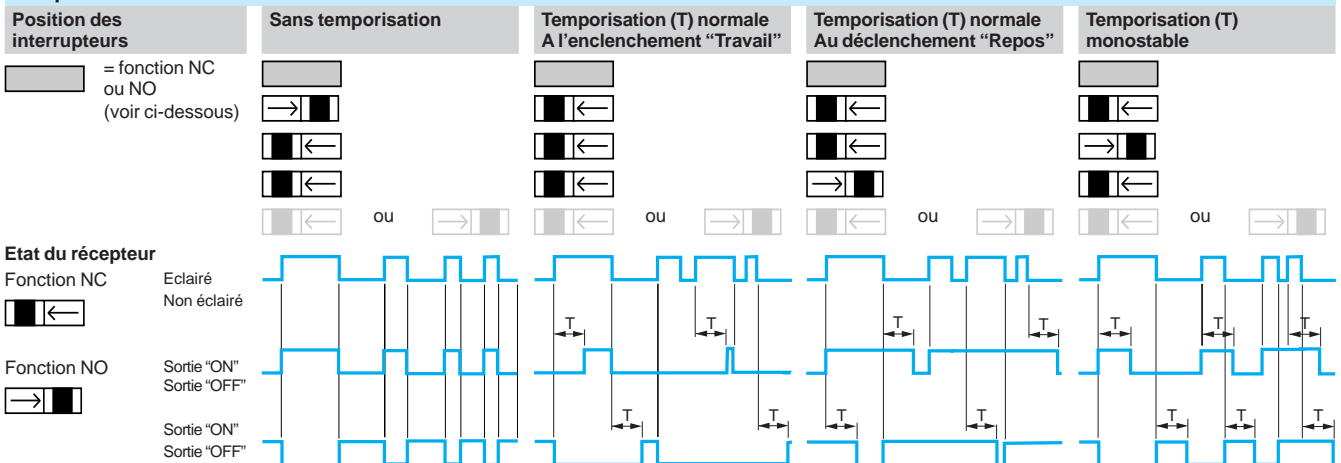 Position des
interrupteurs
Sans temporisation
Temporisation (T) normale
A l'enclenchement “Travail”
Temporisation (T) normale
Au déclenchement “Repos”
Temporisation (T)
monostable
= fonction NC
ou NO
(voir ci-dessous)
ou
ou
ou
ou
Etat du récepteur
Fonction NC
Eclairé
Non éclairé
T
T
T
T
T
T
T
Fonction NO
Sortie “ON”
Sortie “OFF”
Sortie “ON”
Sortie “OFF”
T
T
T
T
T
T
T